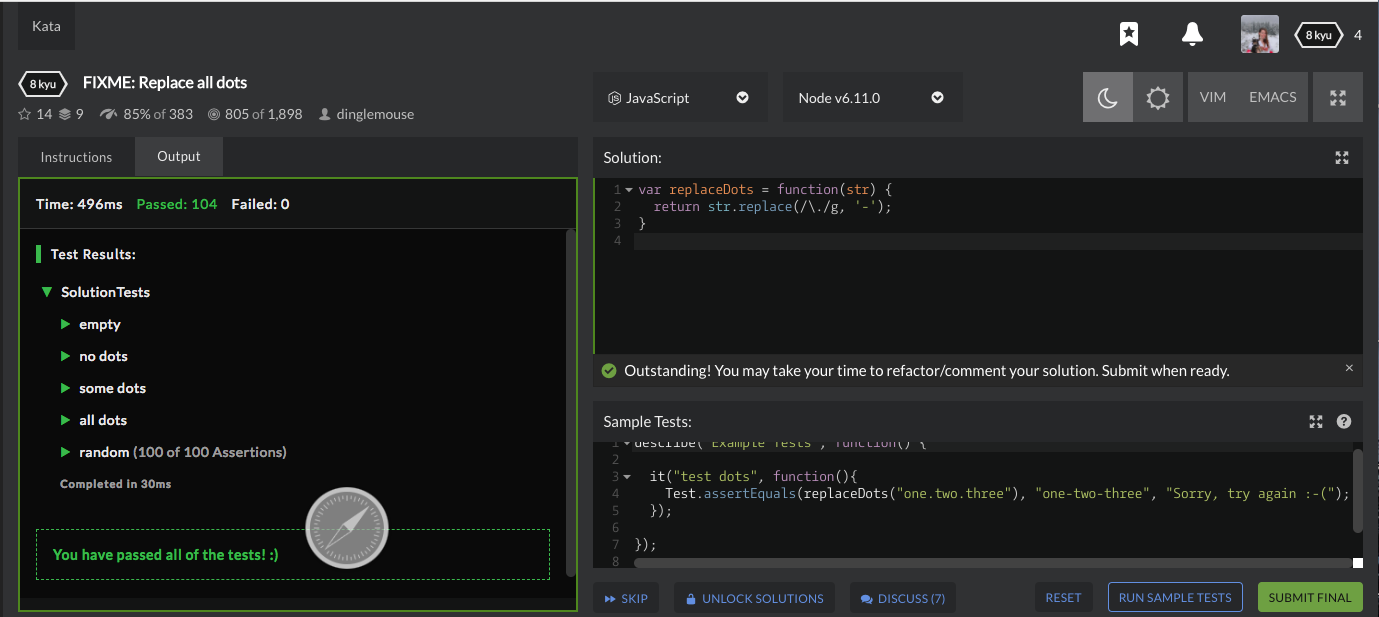 Kata
8 kyu 4
8 kyu FIXME: Replace all dots
14 9 85% of 383 805 of 1,898 dinglemouse
JavaScript Node v6.11.0 VIM EMACS
Instructions Output
Time: 496ms Passed: 104 Failed: 0
Test Results:
SolutionTests
empty
no dots
some dots
all dots
random (100 of 100 Assertions)
Completed in 30ms
You have passed all of the tests! :)
Solution:
1 var replaceDots = function(str) {
2 return str.replace(/\./g, '-');
3 }
4
Outstanding! You may take your time to refactor/comment your solution. Submit when ready. ×
Sample Tests: ?
1 describe("Example Tests", function() {
2
3 it("test dots", function(){
4 Test.assertEquals(replaceDots("one.two.three"), "one-two-three", "Sorry, try again :-(");
5 });
6
7 });
8
SKIP UNLOCK SOLUTIONS DISCUSS (7) RESET RUN SAMPLE TESTS SUBMIT FINAL